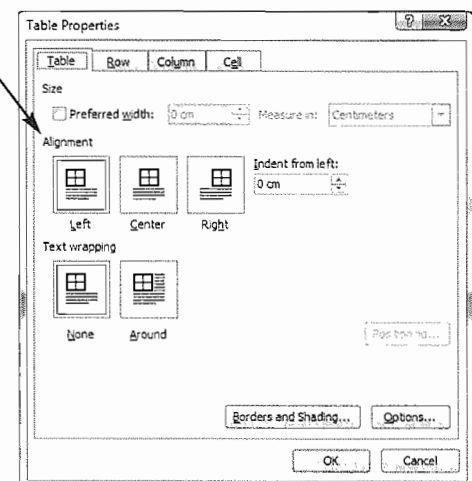 Table Properties
Table Row Column Cell
Size
Preferred width: 0 cm Measure in: Centimeters
Alignment
Indent from left:
0 cm
Left Center Right
Text wrapping
None Around
Positioning...
Borders and Shading... Options...
OK Cancel